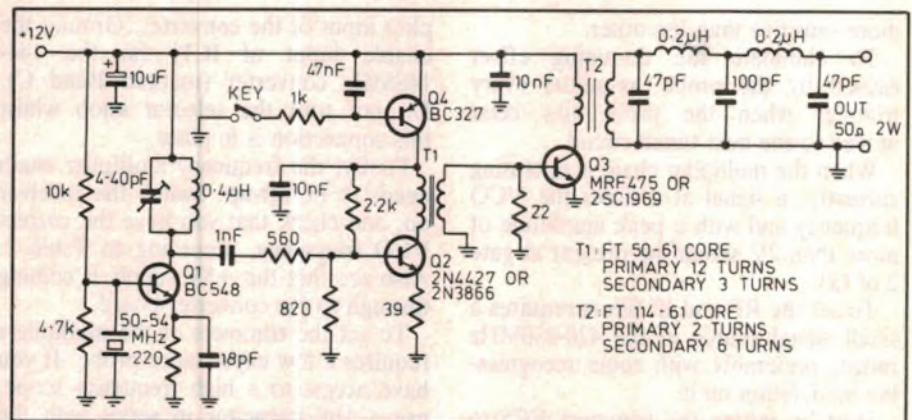 +12V
10uF
47nF
KEY
1k
Q4
BC327
10nF
T2
0·2μH
0·2μH
47pF
100pF
47pF
OUT
50Ω
2W
4-40pF
0·4μH
10nF
T1
10k
2·2k
Q3
MRF475 OR
2SC1969
1nF
560
Q1
BC548
Q2
2N4427 OR
2N3866
22
4·7k
50-54
MHz
220
18pF
820
39
T1: FT 50-61 CORE
PRIMARY 12 TURNS
SECONDARY 3 TURNS
T2: FT 114-61 CORE
PRIMARY 2 TURNS
SECONDARY 6 TURNS